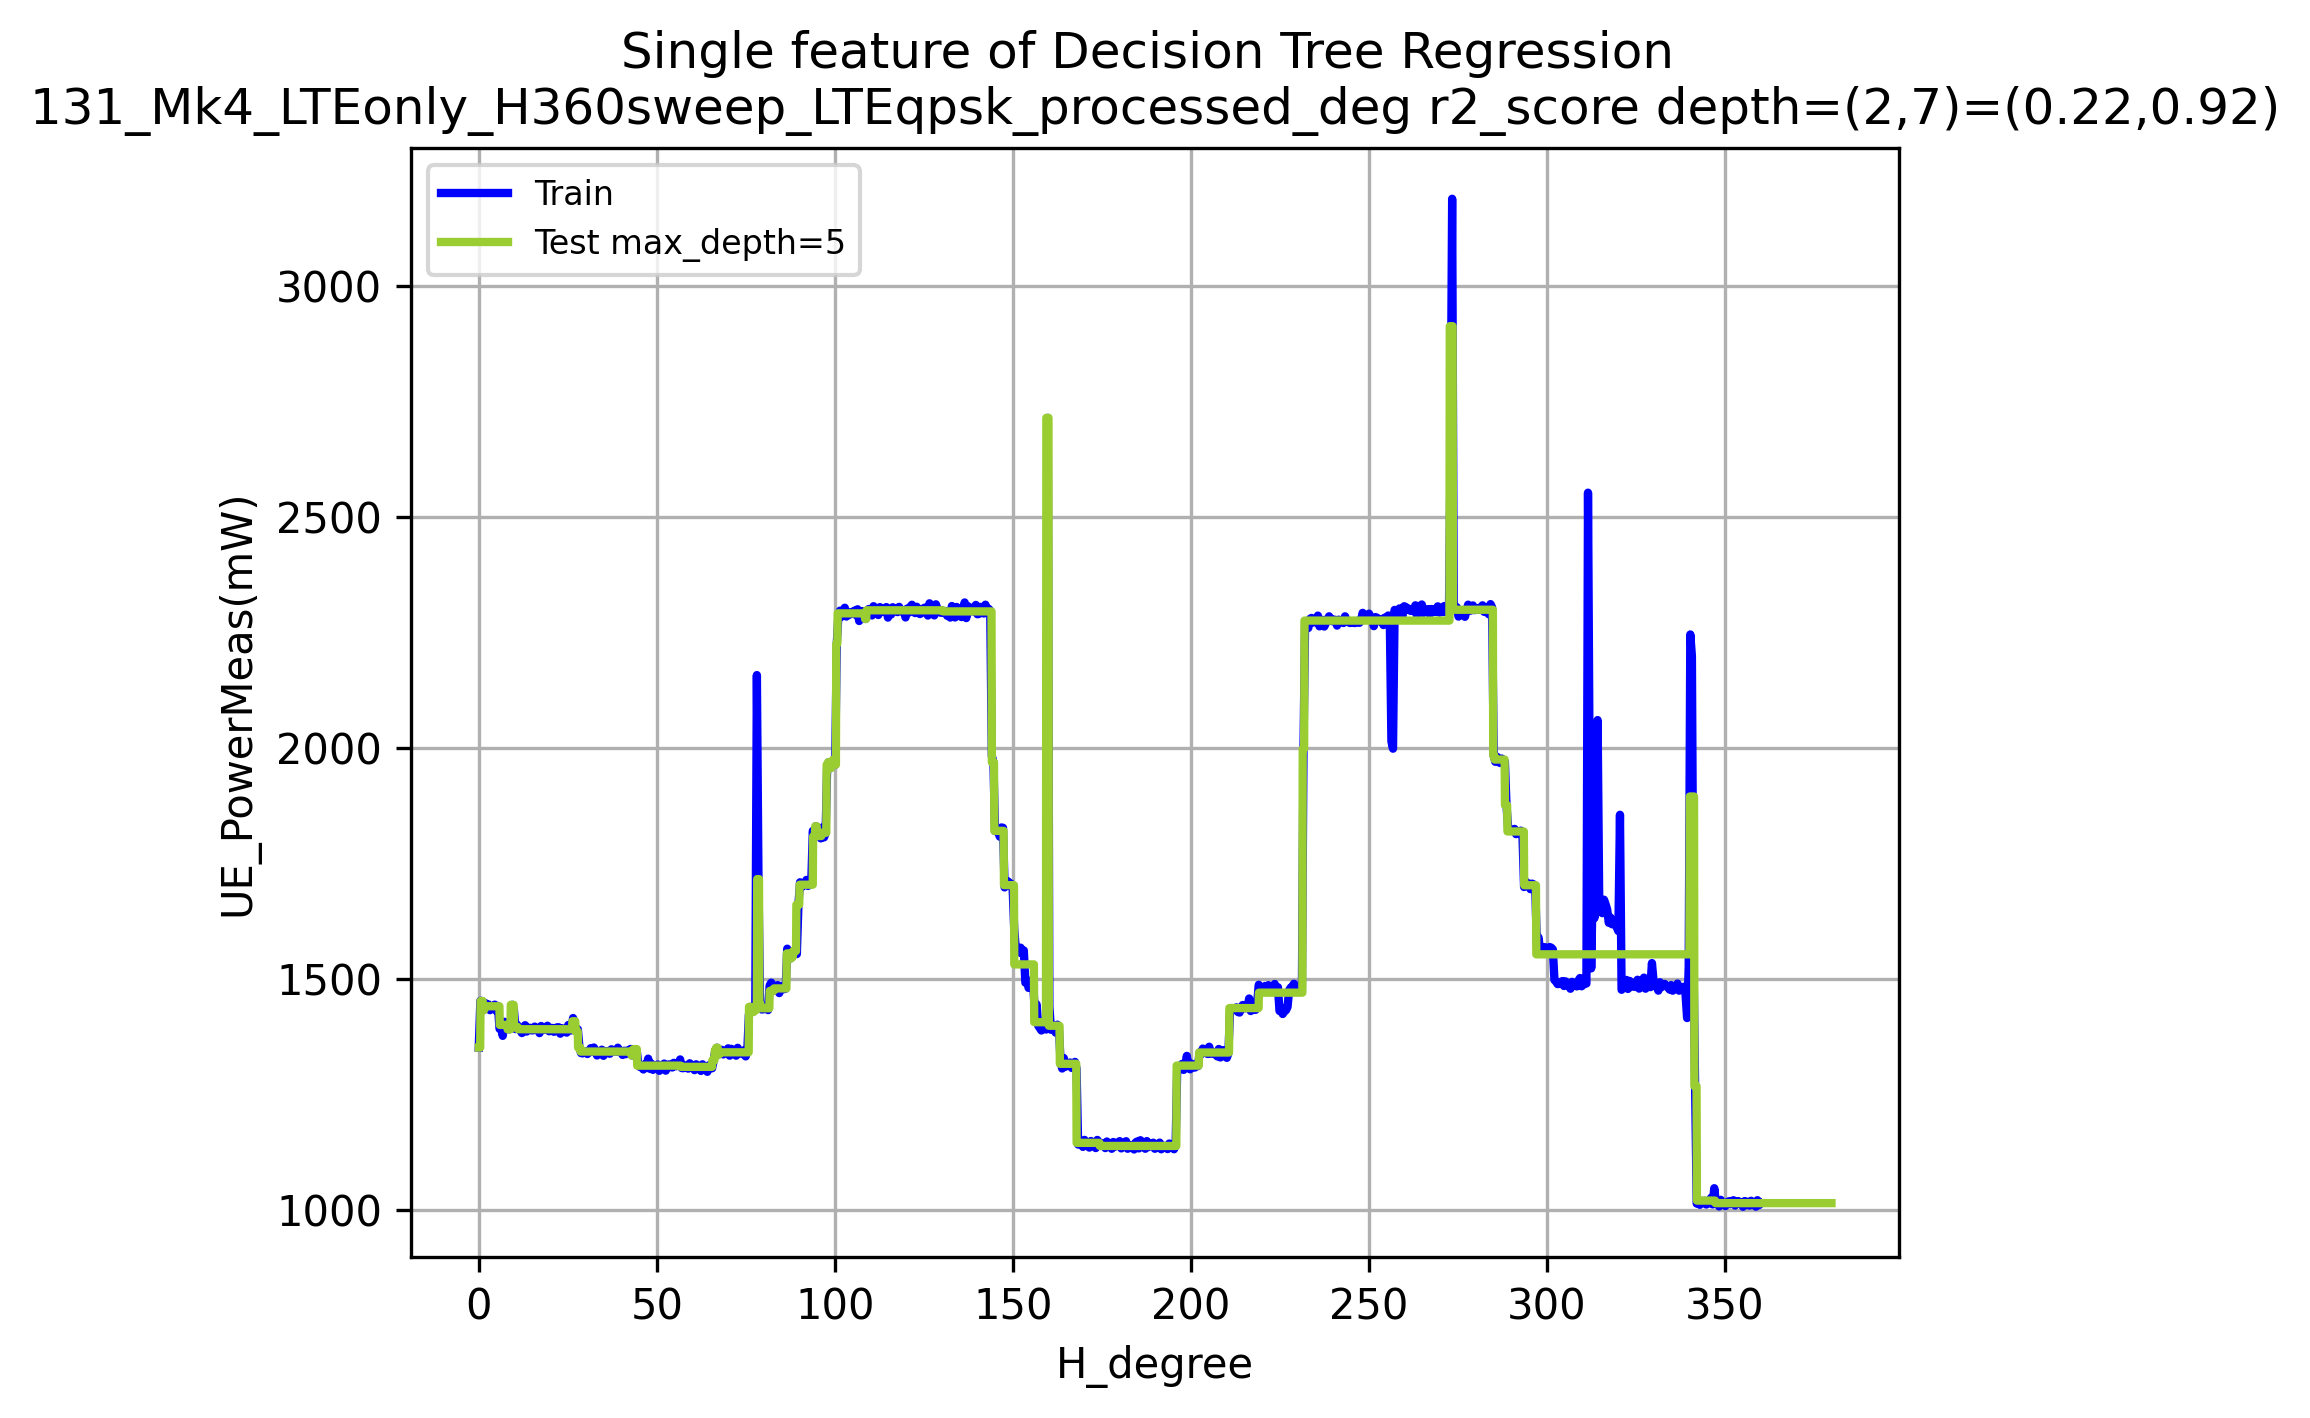 Single feature of Decision Tree Regression
131_Mk4_LTEonly_H360sweep_LTEqpsk_processed_deg r2_score depth=(2,7)=(0.22,0.92)
Train
Test max_depth=5
3000
2500
2000
1500
1000
UE_PowerMeas(mW)
0 50 100 150 200 250 300 350
H_degree